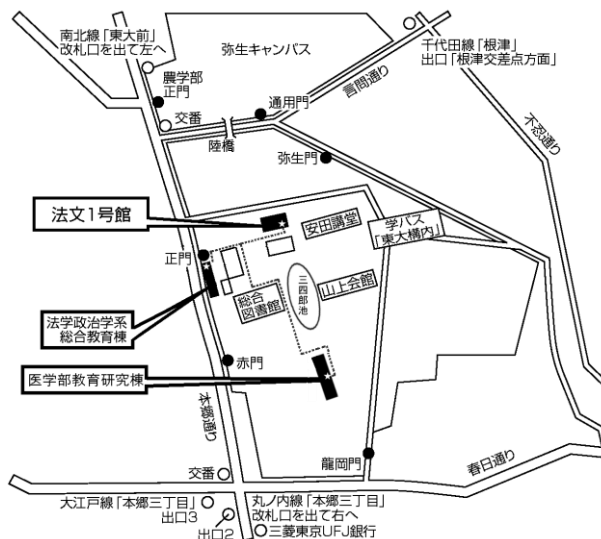 南北線「東大前」
改札口を出て左へ
弥生キャンパス
千代田線「根津」
出口「根津交差点方面」
農学部
正門
交番
通用門
言問通り
不忍通り
陸橋
弥生門
法文1号館
安田講堂
学バス
「東大構内」
正門
総合
図書館
三四郎池
山上会館
法学政治学系
総合教育棟
赤門
医学部教育研究棟
本郷通り
龍岡門
春日通り
交番
大江戸線「本郷三丁目」
出口3
出口2
丸ノ内線「本郷三丁目」
改札口を出て右へ
三菱東京UFJ銀行